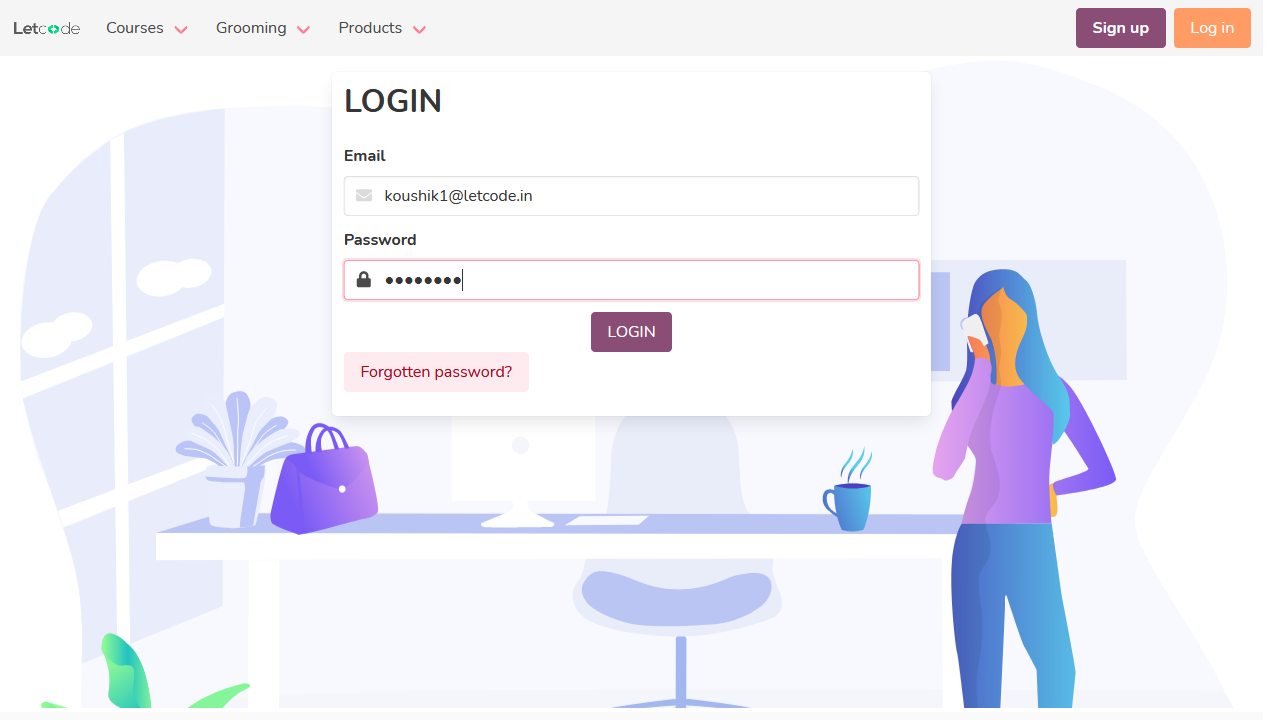 Letcode Courses Grooming Products Sign up Log in
LOGIN
Email
koushik1@letcode.in
Password
••••••••
LOGIN
Forgotten password?